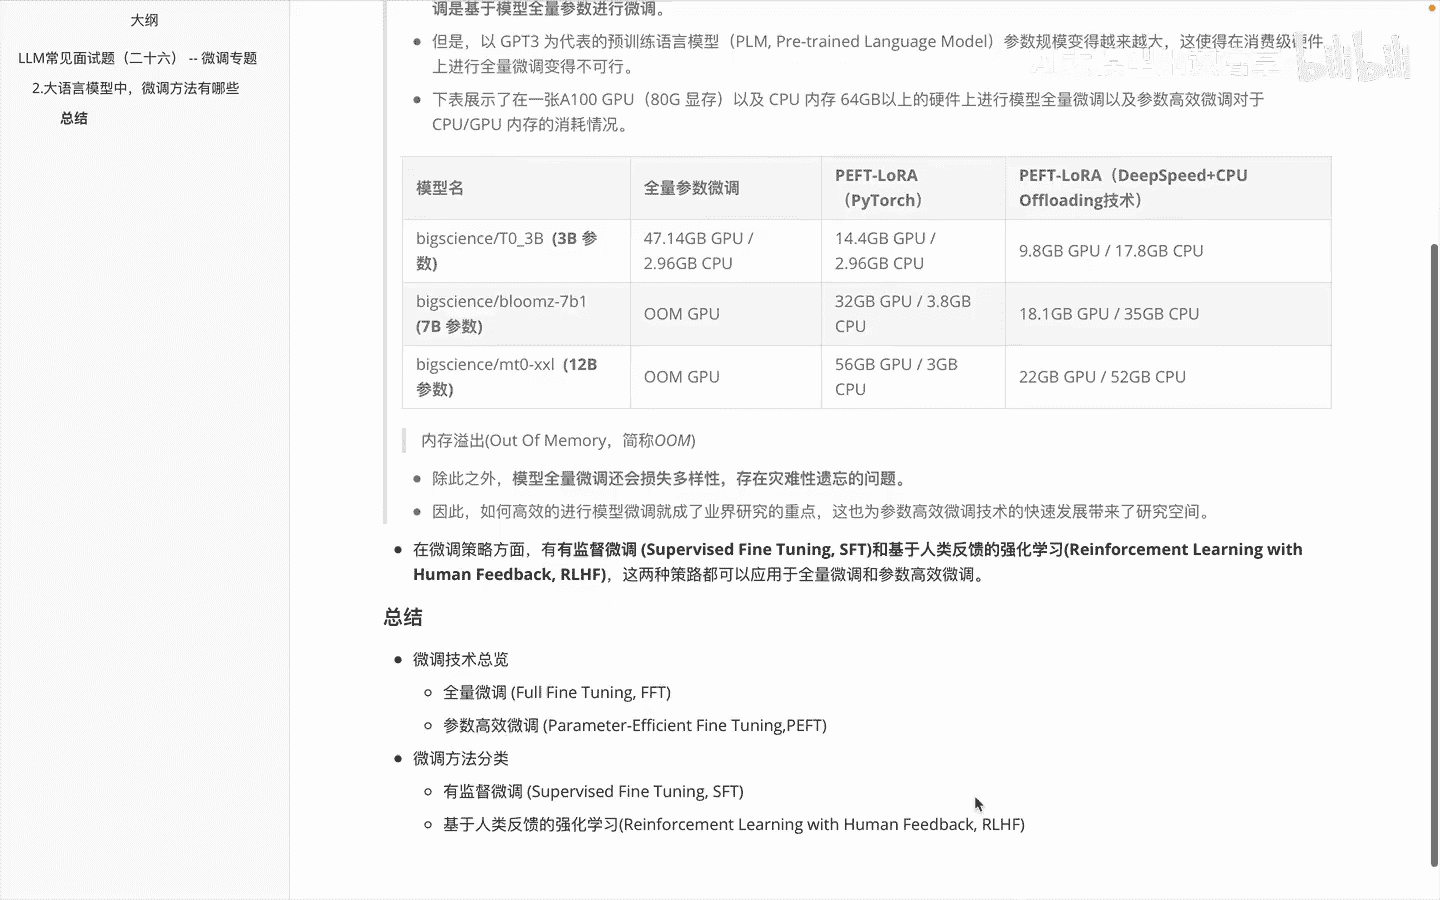 大纲
LLM常见面试题（二十六） -- 微调专题
2.大语言模型中，微调方法有哪些
总结
调是基于模型全量参数进行微调。
但是，以 GPT3 为代表的预训练语言模型（PLM, Pre-trained Language Model）参数规模变得越来越大，这使得在消费级硬件
上进行全量微调变得不可行。
下表展示了在一张A100 GPU（80G 显存）以及 CPU 内存 64GB以上的硬件上进行模型全量微调以及参数高效微调对于
CPU/GPU 内存的消耗情况。
模型名
全量参数微调
PEFT-LoRA
（PyTorch）
PEFT-LoRA（DeepSpeed+CPU
Offloading技术）
bigscience/T0_3B (3B 参
数)
47.14GB GPU /
2.96GB CPU
14.4GB GPU /
2.96GB CPU
9.8GB GPU / 17.8GB CPU
bigscience/bloomz-7b1
(7B 参数)
OOM GPU
32GB GPU / 3.8GB
CPU
18.1GB GPU / 35GB CPU
bigscience/mt0-xxl (12B
参数)
OOM GPU
56GB GPU / 3GB
CPU
22GB GPU / 52GB CPU
内存溢出(Out Of Memory，简称OOM)
除此之外，模型全量微调还会损失多样性，存在灾难性遗忘的问题。
因此，如何高效的进行模型微调就成了业界研究的重点，这也为参数高效微调技术的快速发展带来了研究空间。
在微调策略方面，有有监督微调 (Supervised Fine Tuning, SFT)和基于人类反馈的强化学习(Reinforcement Learning with
Human Feedback, RLHF)，这两种策路都可以应用于全量微调和参数高效微调。
总结
微调技术总览
全量微调 (Full Fine Tuning, FFT)
参数高效微调 (Parameter-Efficient Fine Tuning,PEFT)
微调方法分类
有监督微调 (Supervised Fine Tuning, SFT)
基于人类反馈的强化学习(Reinforcement Learning with Human Feedback, RLHF)
bilibili